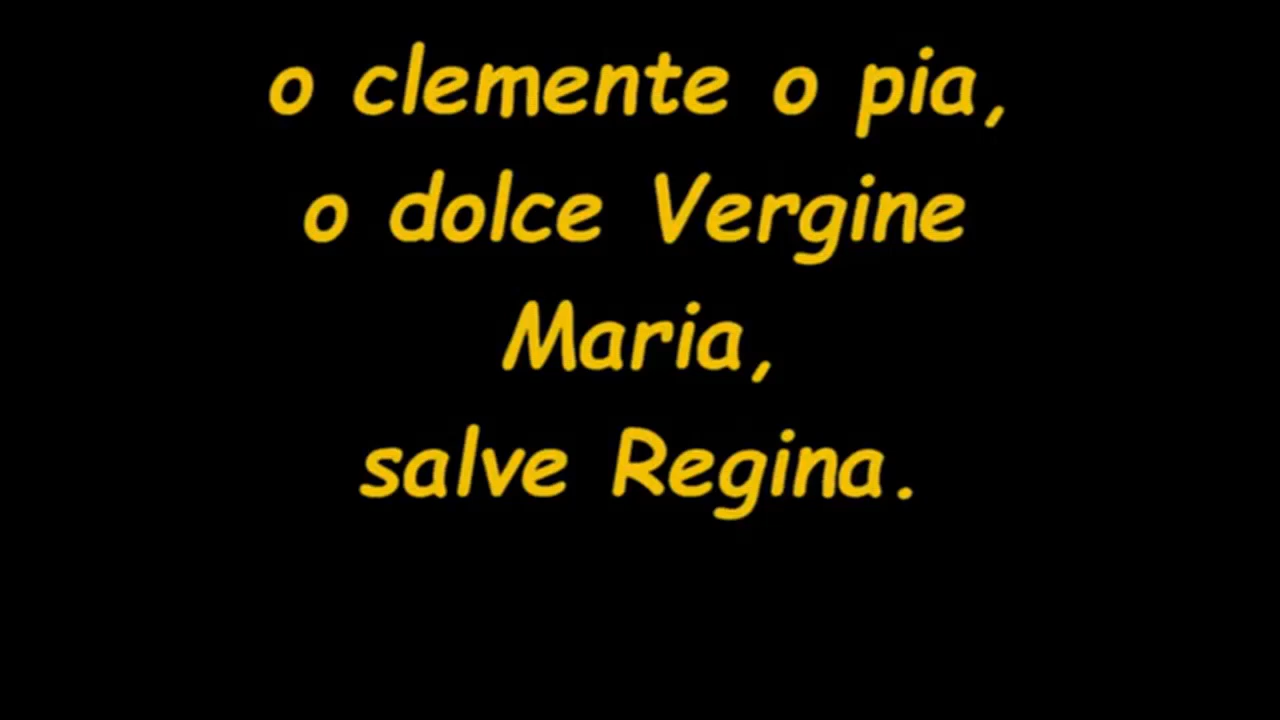 o clemente o pia,
o dolce Vergine
Maria,
salve Regina.